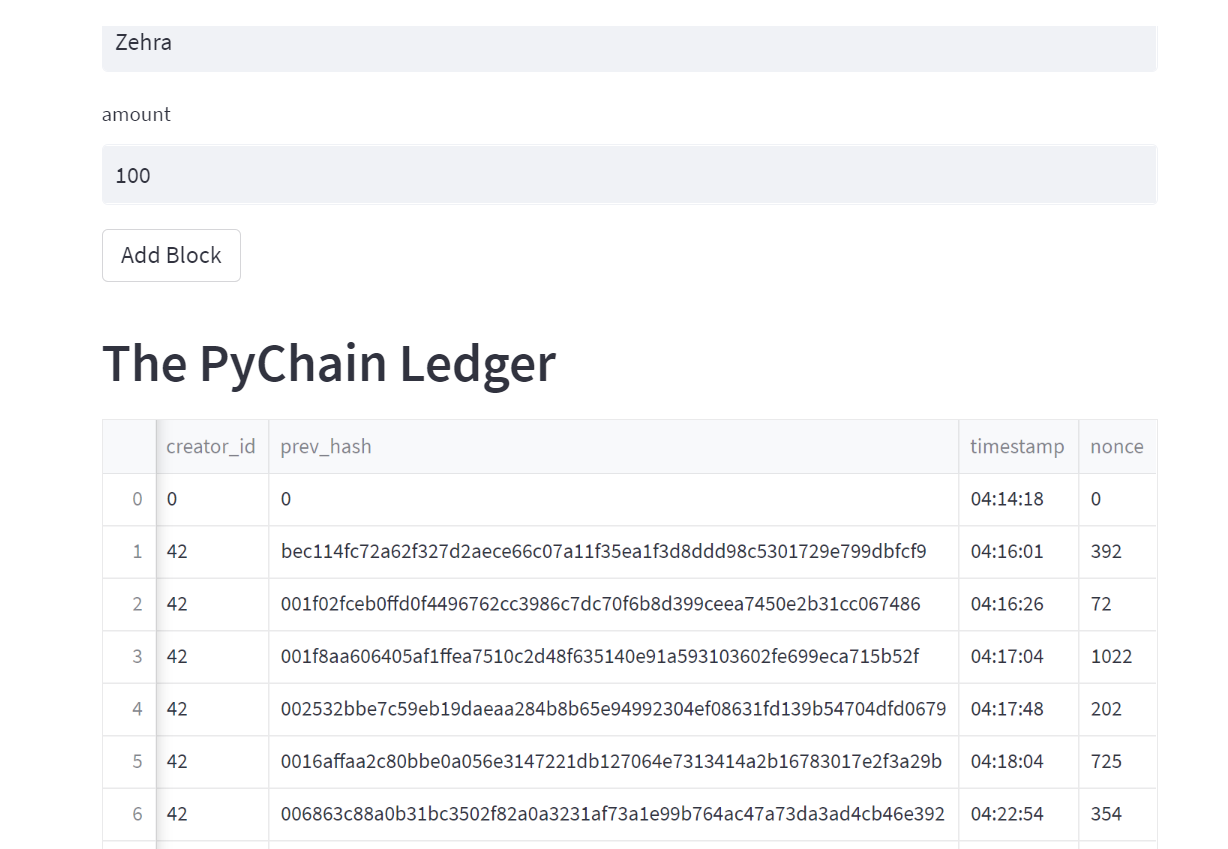 Zehra
amount
100
Add Block
The PyChain Ledger
creator_id prev_hash timestamp nonce
0 0 0 04:14:18 0
1 42 bec114fc72a62f327d2aece66c07a11f35ea1f3d8ddd98c5301729e799dbfcf9 04:16:01 392
2 42 001f02fceb0ffd0f4496762cc3986c7dc70f6b8d399ceea7450e2b31cc067486 04:16:26 72
3 42 001f8aa606405af1ffea7510c2d48f635140e91a593103602fe699eca715b52f 04:17:04 1022
4 42 002532bbe7c59eb19daeaa284b8b65e94992304ef08631fd139b54704dfd0679 04:17:48 202
5 42 0016affaa2c80bbe0a056e3147221db127064e7313414a2b16783017e2f3a29b 04:18:04 725
6 42 006863c88a0b31bc3502f82a0a3231af73a1e99b764ac47a73da3ad4cb46e392 04:22:54 354